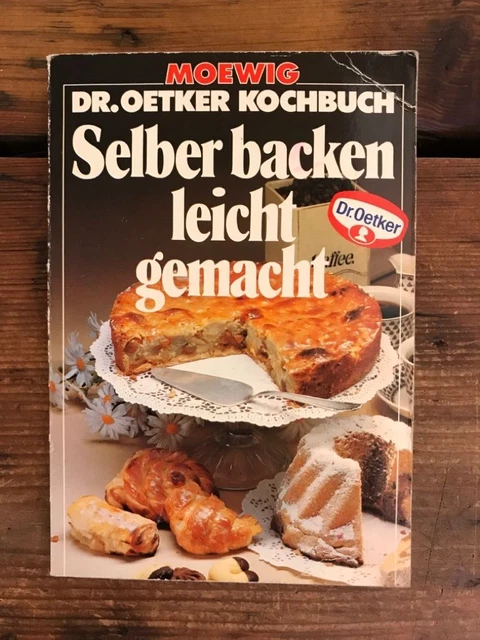 MOEWIG
DR. OETKER KOCHBUCH
Selber backen
leicht
gemacht
Dr. Oetker